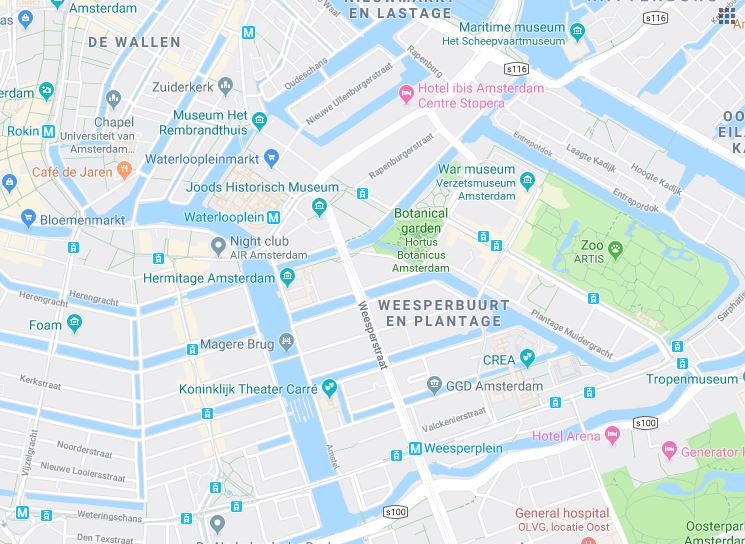 NIEUWMARKT
EN LASTAGE
s116
Amsterdam
DE WALLEN
Waal
Maritime museum
Het Scheepvaartmuseum
Rapenburg
s116
Oudeschans
Zuiderkerk
Nieuwe Uilenburgerstraat
Hotel ibis Amsterdam
Centre Stopera
Chapel
Universiteit van
Amsterdam...
Museum Het
Rembrandthuis
Rokin
M
Entrepotdok
Laagte Kadijk
Hoogte Kadijk
Entrepotdok
Rapenburgerstraat
Waterloopleinmarkt
Café de Jaren
War museum
Verzetsmuseum
Amsterdam
Joods Historisch Museum
Waterlooplein
M
Bloemenmarkt
Botanical
garden
Hortus
Botanicus
Amsterdam
Night club
AIR Amsterdam
Zoo
ARTIS
Hermitage Amsterdam
Herengracht
Herengracht
WEESPERBUURT
EN PLANTAGE
Weesperstraat
Plantage Muidergracht
Foam
Magere Brug
CREA
Kerkstraat
Koninklijk Theater Carré
GGD Amsterdam
Tropenmuseum
Valckenierstraat
s100
Hotel Arena
Vijzelgracht
Noorderstraat
Nieuwe Looiersstraat
Amstel
M
Weesperplein
Generator
Weteringschans
M
s100
General hospital
OLVG, locatie Oost
Den Texstraat
Oosterpark
Amsterdam